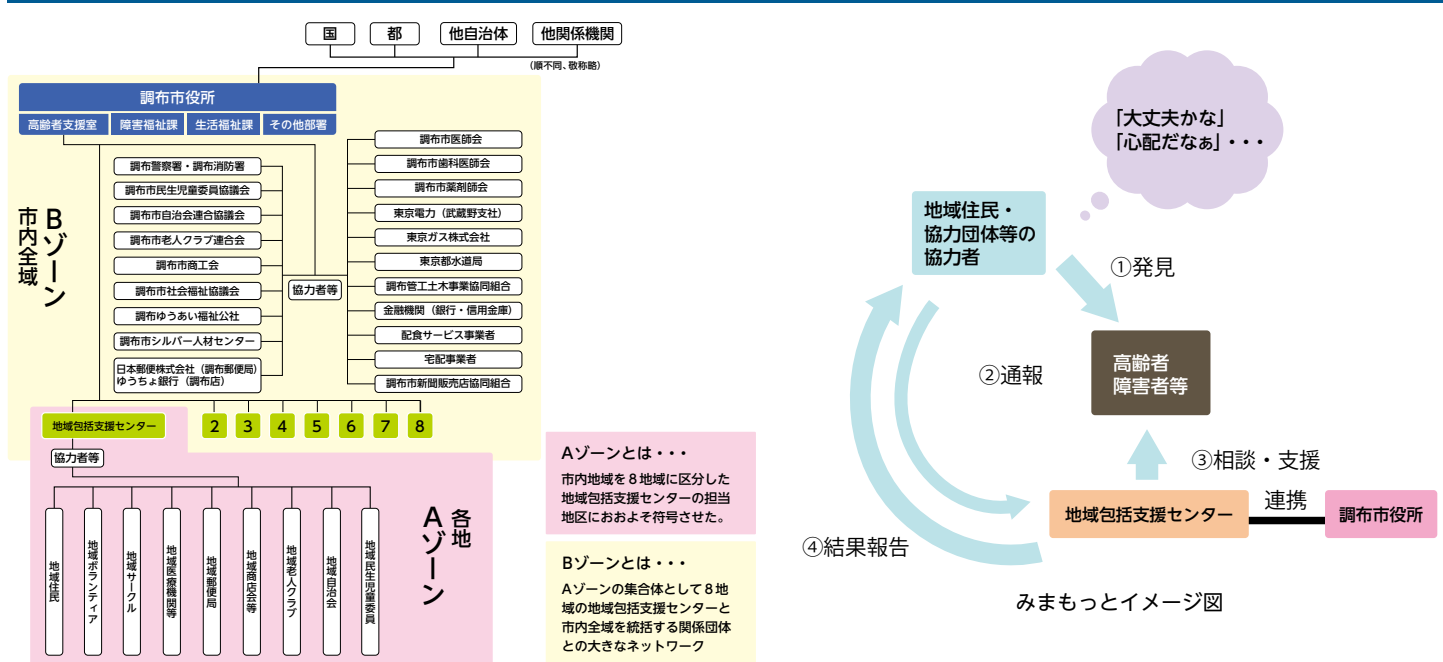 国
都
他自治体
他関係機関
(順不同、敬称略)
調布市役所
高齢者支援室
障害福祉課
生活福祉課
その他部署
Bゾーン
市内全域
調布警察署・調布消防署
調布市民生児童委員協議会
調布市自治会連合協議会
調布市老人クラブ連合会
調布市商工会
調布市社会福祉協議会
調布ゆうあい福祉公社
調布市シルバー人材センター
日本郵便株式会社（調布郵便局）
ゆうちょ銀行（調布店）
協力者等
調布市医師会
調布市歯科医師会
調布市薬剤師会
東京電力（武蔵野支社）
東京ガス株式会社
東京都水道局
調布管工土木事業協同組合
金融機関（銀行・信用金庫）
配食サービス事業者
宅配事業者
調布市新聞販売店協同組合
地域包括支援センター
2
3
4
5
6
7
8
協力者等
地域住民
地域ボランティア
地域サークル
地域医療機関等
地域郵便局
地域商店会等
地域老人クラブ
地域自治会
地域民生児童委員
各地
Aゾーン
Aゾーンとは・・・
市内地域を８地域に区分した
地域包括支援センターの担当
地区におおよそ符号させた。
Bゾーンとは・・・
Aゾーンの集合体として８地
域の地域包括支援センターと
市内全域を統括する関係団体
との大きなネットワーク
「大丈夫かな」
「心配だなぁ」・・・
地域住民・
協力団体等の
協力者
①発見
②通報
高齢者
障害者等
③相談・支援
地域包括支援センター
連携
調布市役所
④結果報告
みまもっとイメージ図